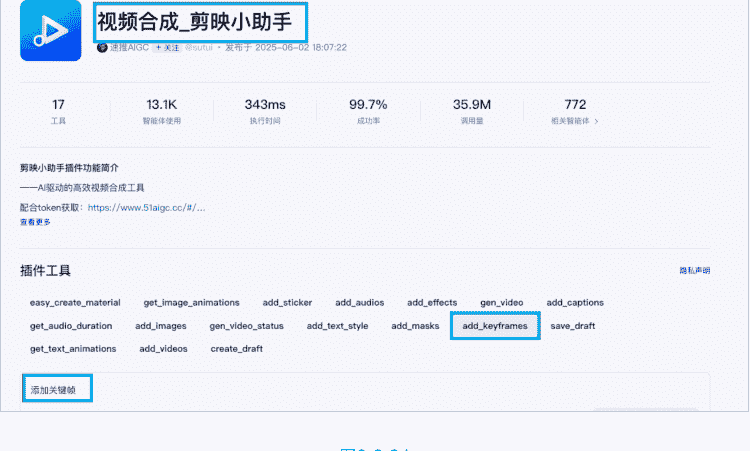 视频合成_剪映小助手
速推AIGC + 关注 @sutui · 发布于 2025-06-02 18:07:22
17 13.1K 343ms 99.7% 35.9M 772
工具 智能体使用 执行时间 成功率 调用量 相关智能体 >
剪映小助手插件功能简介
——AI驱动的高效视频合成工具
配合token获取：https://www.51aigc.cc/#/...
查看更多
插件工具 隐私声明
easy_create_material get_image_animations add_sticker add_audios add_effects gen_video add_captions
get_audio_duration add_images gen_video_status add_text_style add_masks add_keyframes save_draft
get_text_animations add_videos create_draft
添加关键帧